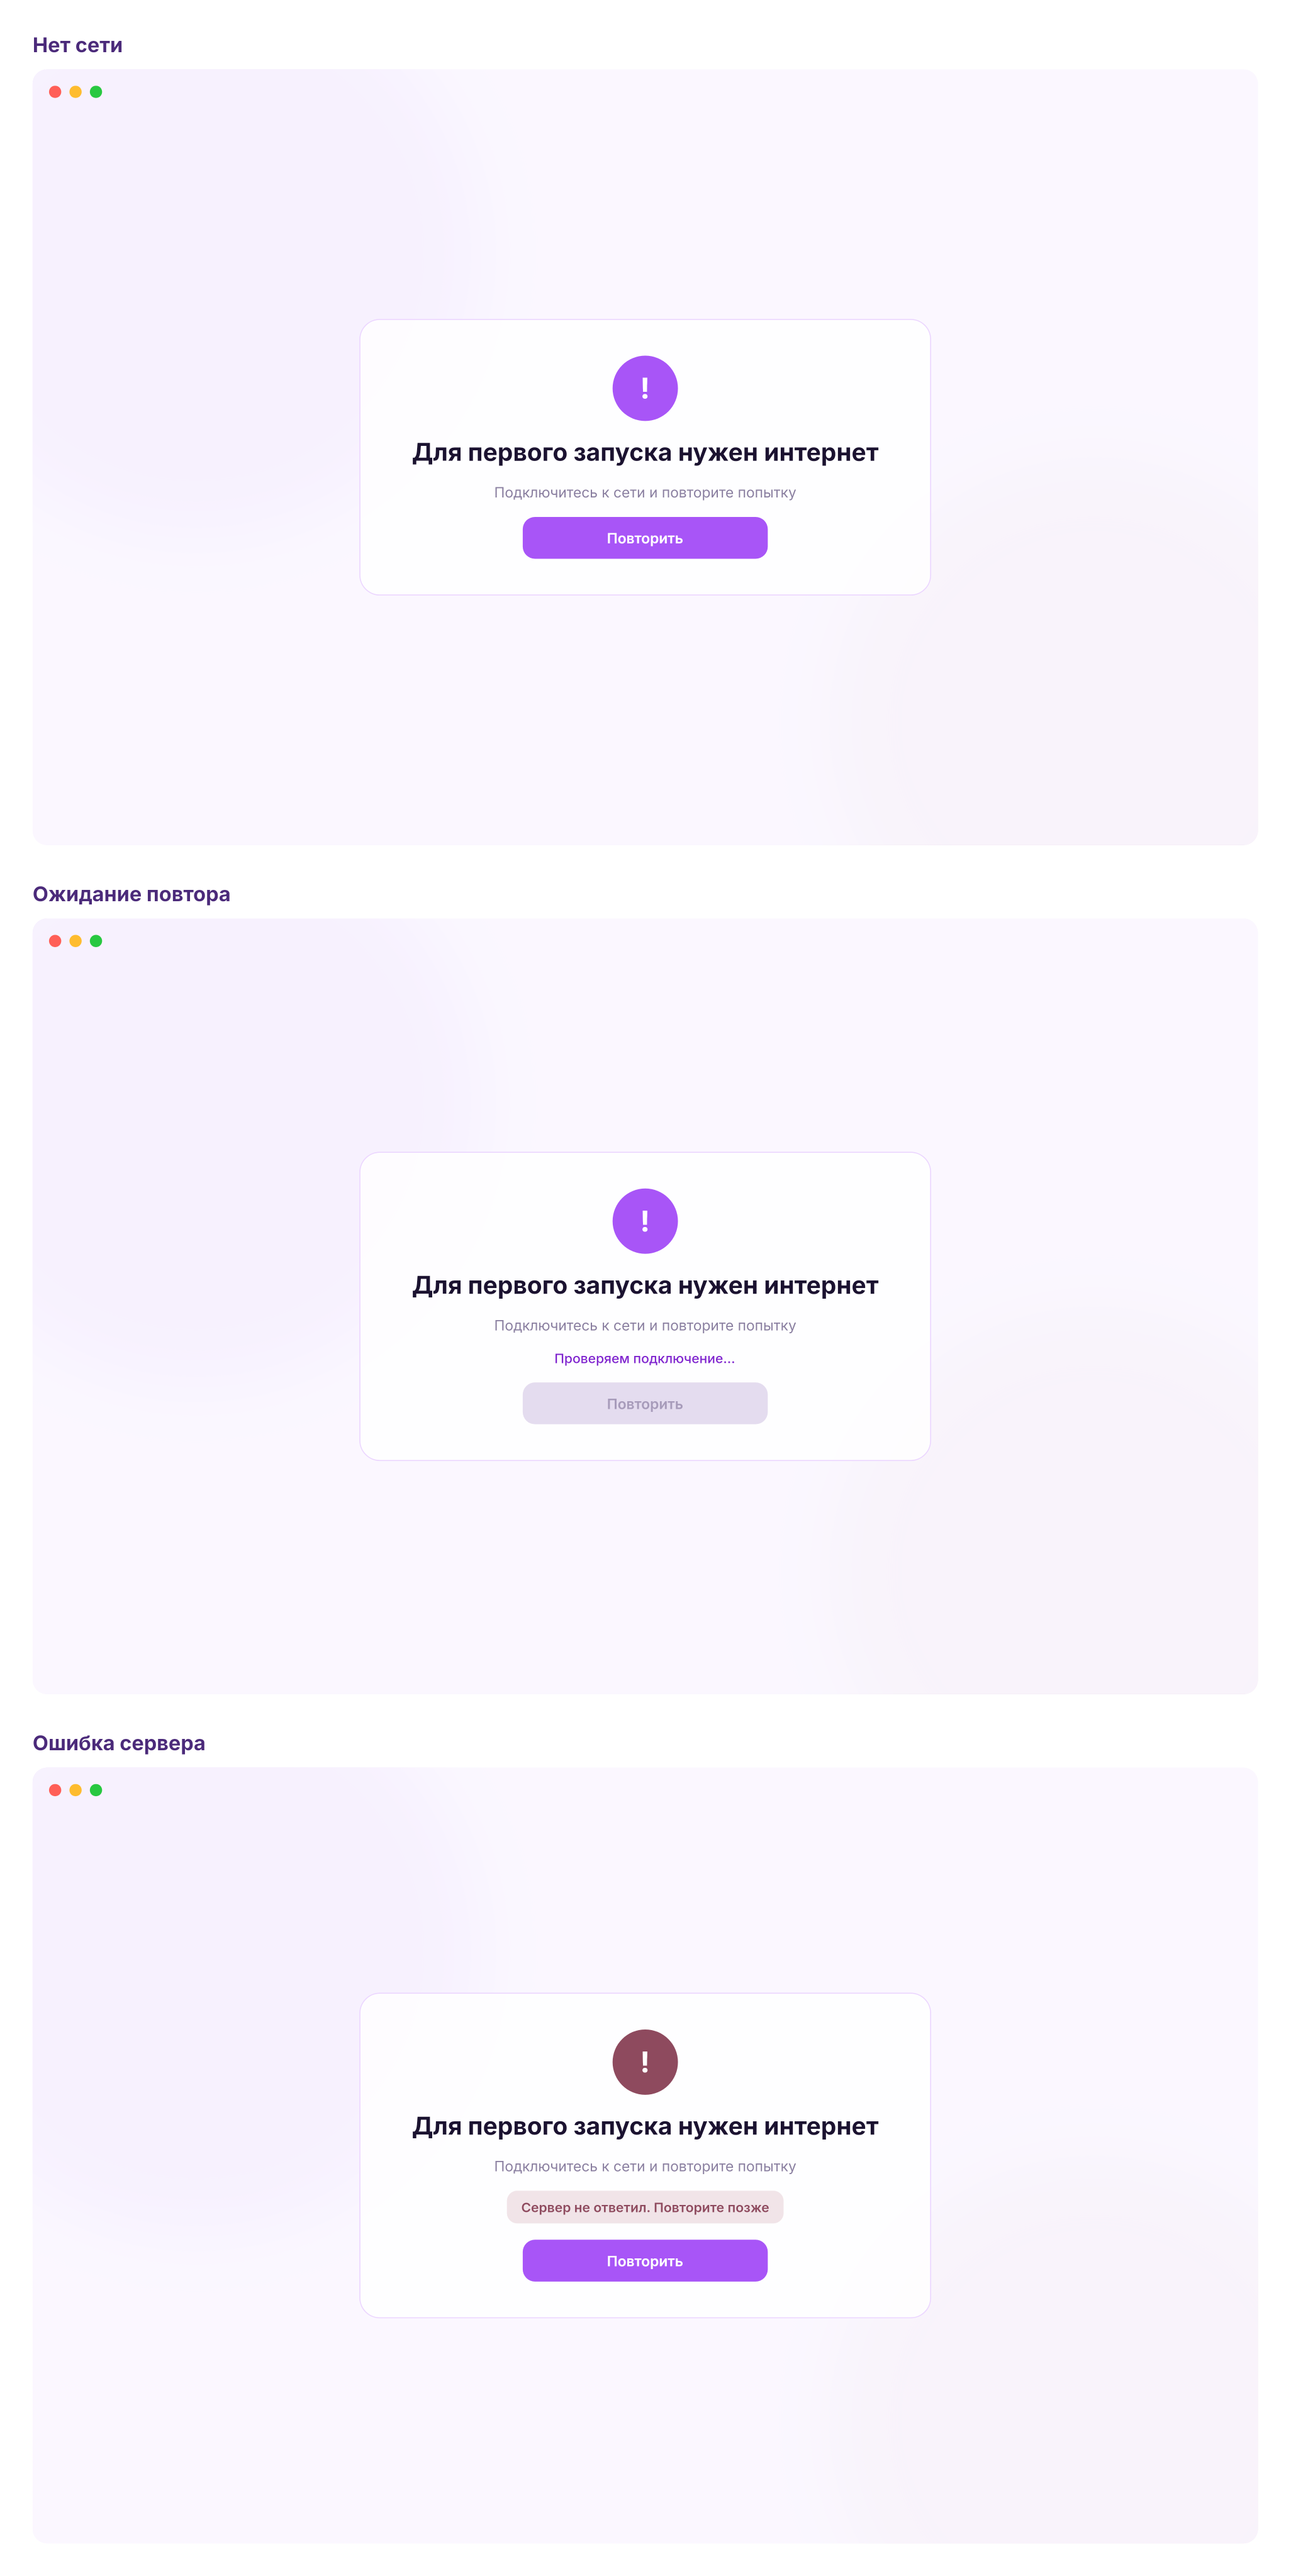 Нет сети
!
Для первого запуска нужен интернет
Подключитесь к сети и повторите попытку
Повторить
Ожидание повтора
!
Для первого запуска нужен интернет
Подключитесь к сети и повторите попытку
Проверяем подключение...
Повторить
Ошибка сервера
!
Для первого запуска нужен интернет
Подключитесь к сети и повторите попытку
Сервер не ответил. Повторите позже
Повторить